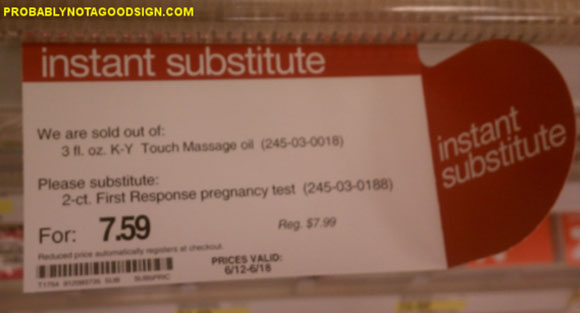 PROBABLYNOTAGOODSIGN.COM
instant substitute
We are sold out of:
3 fl. oz. K-Y Touch Massage oil (245-03-0018)
Please substitute:
2-ct. First Response pregnancy test (245-03-0188)
For: 7.59
Reg. $7.99
Reduced price automatically registers at checkout.
PRICES VALID:
6/12-6/18
instant
substitute